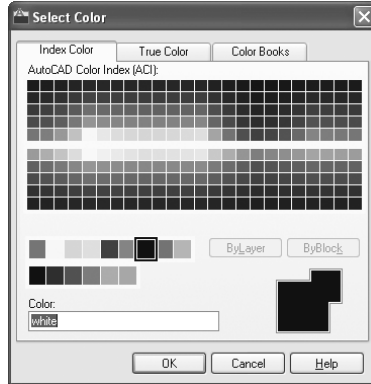 Select Color
Index Color
True Color
Color Books
AutoCAD Color Index (ACI):
ByLayer
ByBlock
Color:
white
OK
Cancel
Help